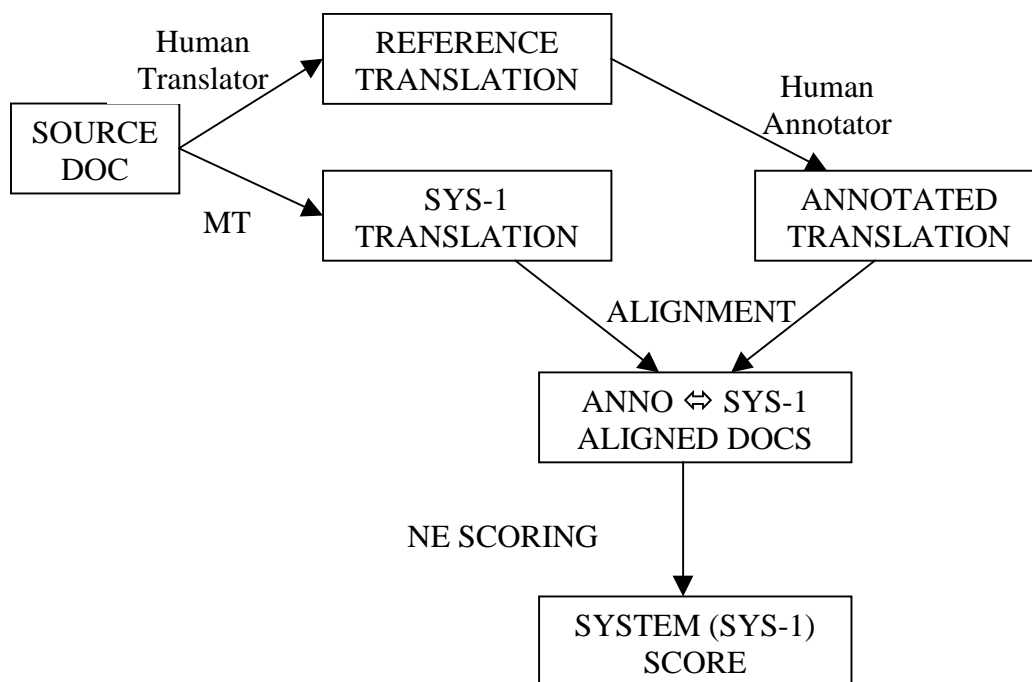 Human
Translator
REFERENCE
TRANSLATION
Human
Annotator
SOURCE
DOC
MT
SYS-1
TRANSLATION
ANNOTATED
TRANSLATION
ALIGNMENT
ANNO ⇔ SYS-1
ALIGNED DOCS
NE SCORING
SYSTEM (SYS-1)
SCORE